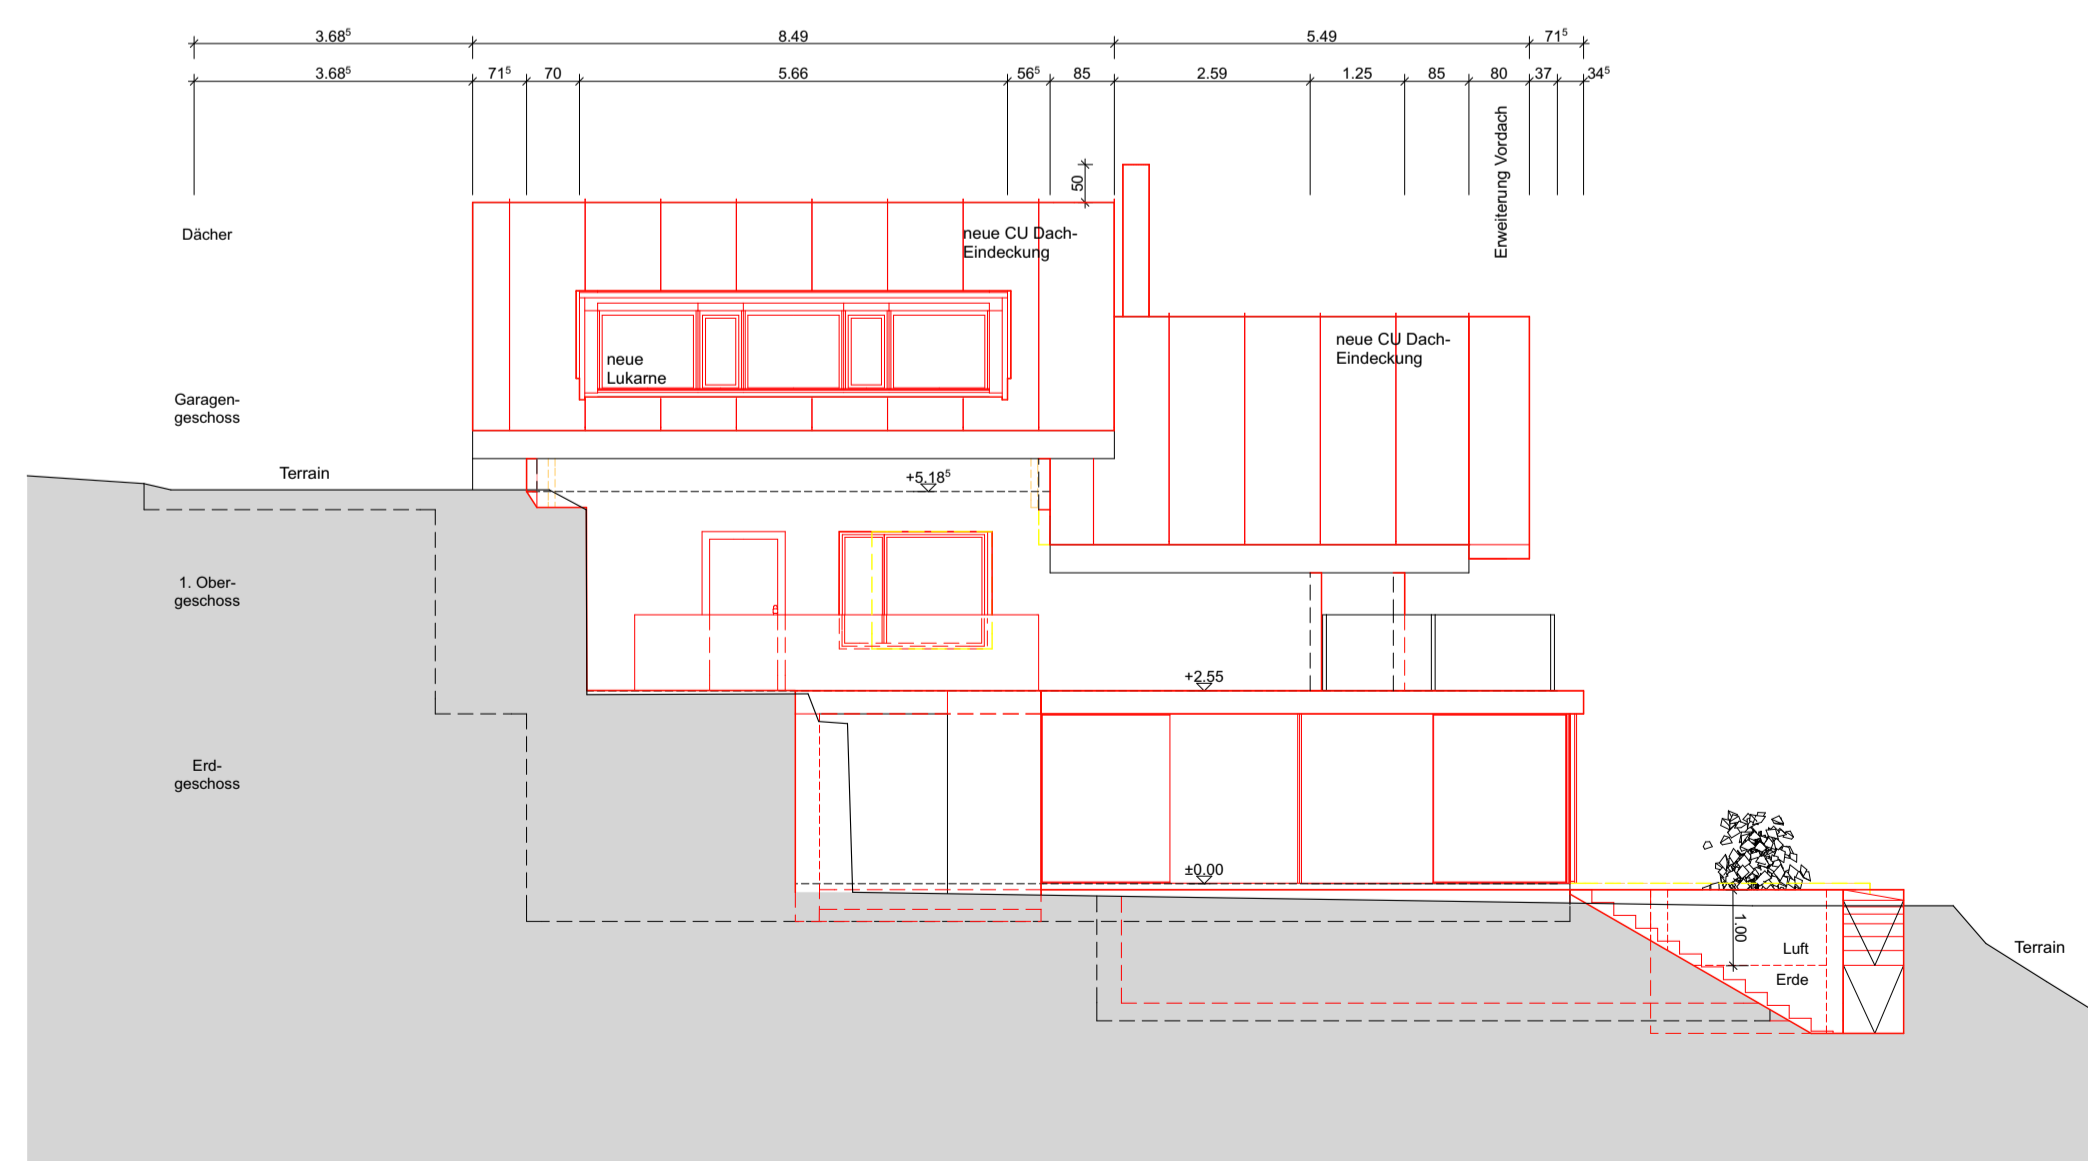 3.68⁵ 8.49 5.49 71⁵
3.68⁵ 71⁵ 70 5.66 56⁵ 85 2.59 1.25 85 80 37 34⁵
Erweiterung Vordach
50
Dächer
neue CU Dach-
Eindeckung
neue CU Dach-
Eindeckung
neue
Lukarne
Garagen-
geschoss
Terrain
+5.18⁵
1. Ober-
geschoss
+2.55
Erd-
geschoss
±0.00
1.00
Luft
Erde
Terrain